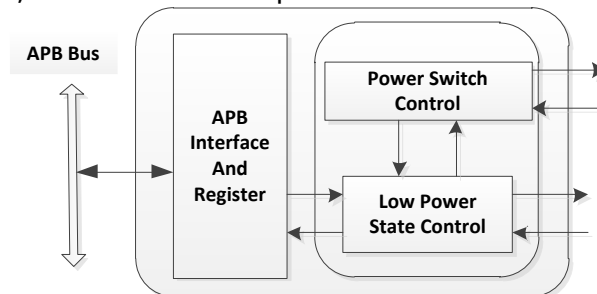 APB Bus
APB
Interface
And
Register
Power Switch
Control
Low Power
State Control